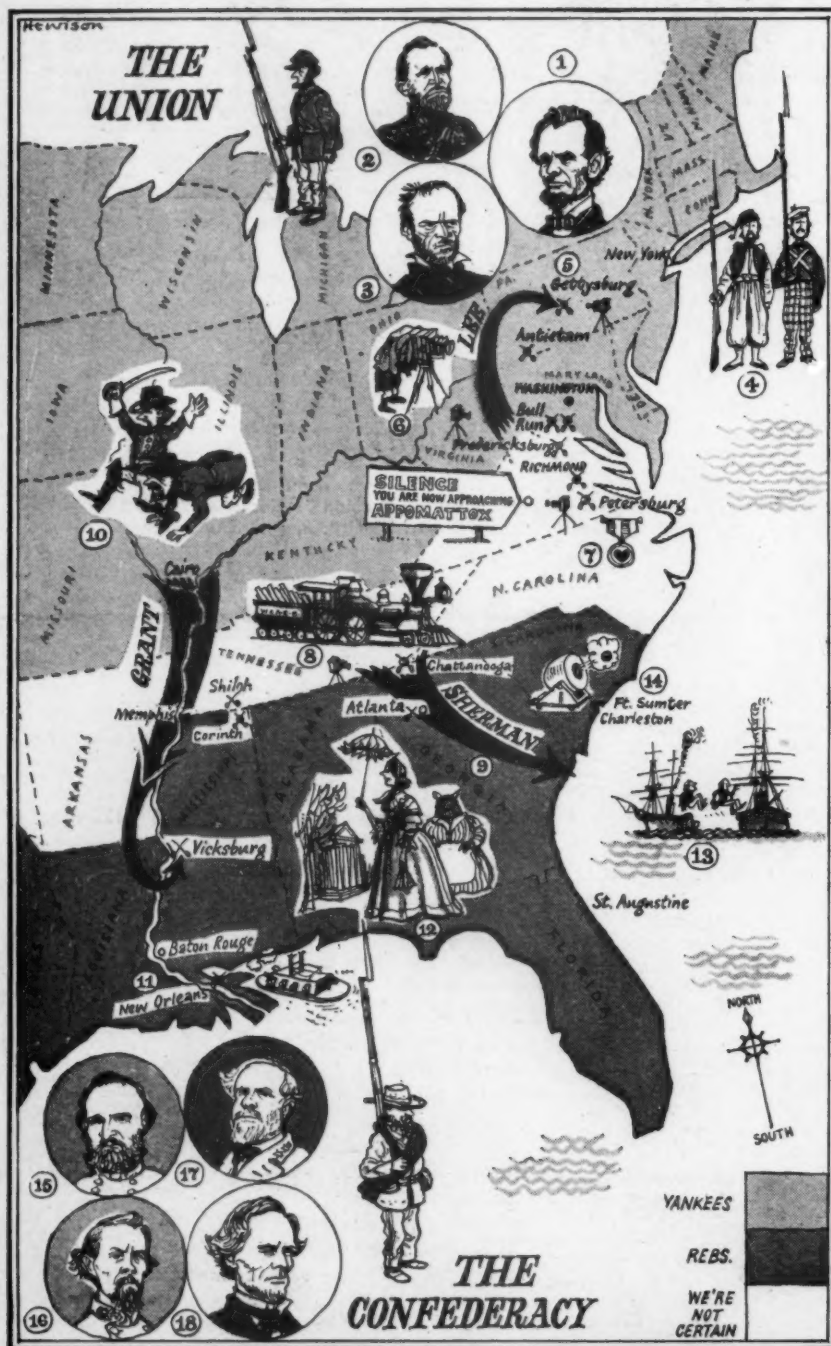 Hewison
THE
UNION
1
2
3
4
5
MAINE
VT.
MASS
CONN
N. YORK
New York
PA.
MINNESOTA
WISCONSIN
MICHIGAN
IOWA
ILLINOIS
INDIANA
OHIO
LEE
Gettysburg
Antietam
MARYLAND
WASHINGTON
DEL.
Bull
Run
Fredericksburg
VIRGINIA
RICHMOND
Petersburg
6
SILENCE
YOU ARE NOW APPROACHING
APPOMATTOX
7
10
KENTUCKY
Cairo
MISSOURI
GRANT
N. CAROLINA
8
TENNESSEE
Chattanooga
S. CAROLINA
14
Ft. Sumter
Charleston
SHERMAN
Shiloh
Memphis
Corinth
Atlanta
9
ARKANSAS
MISSISSIPPI
ALABAMA
GEORGIA
13
Vicksburg
12
St. Augustine
LOUISIANA
Baton Rouge
11
New Orleans
FLORIDA
NORTH
SOUTH
15
17
16
18
THE
CONFEDERACY
YANKEES
REBS.
WE'RE
NOT
CERTAIN